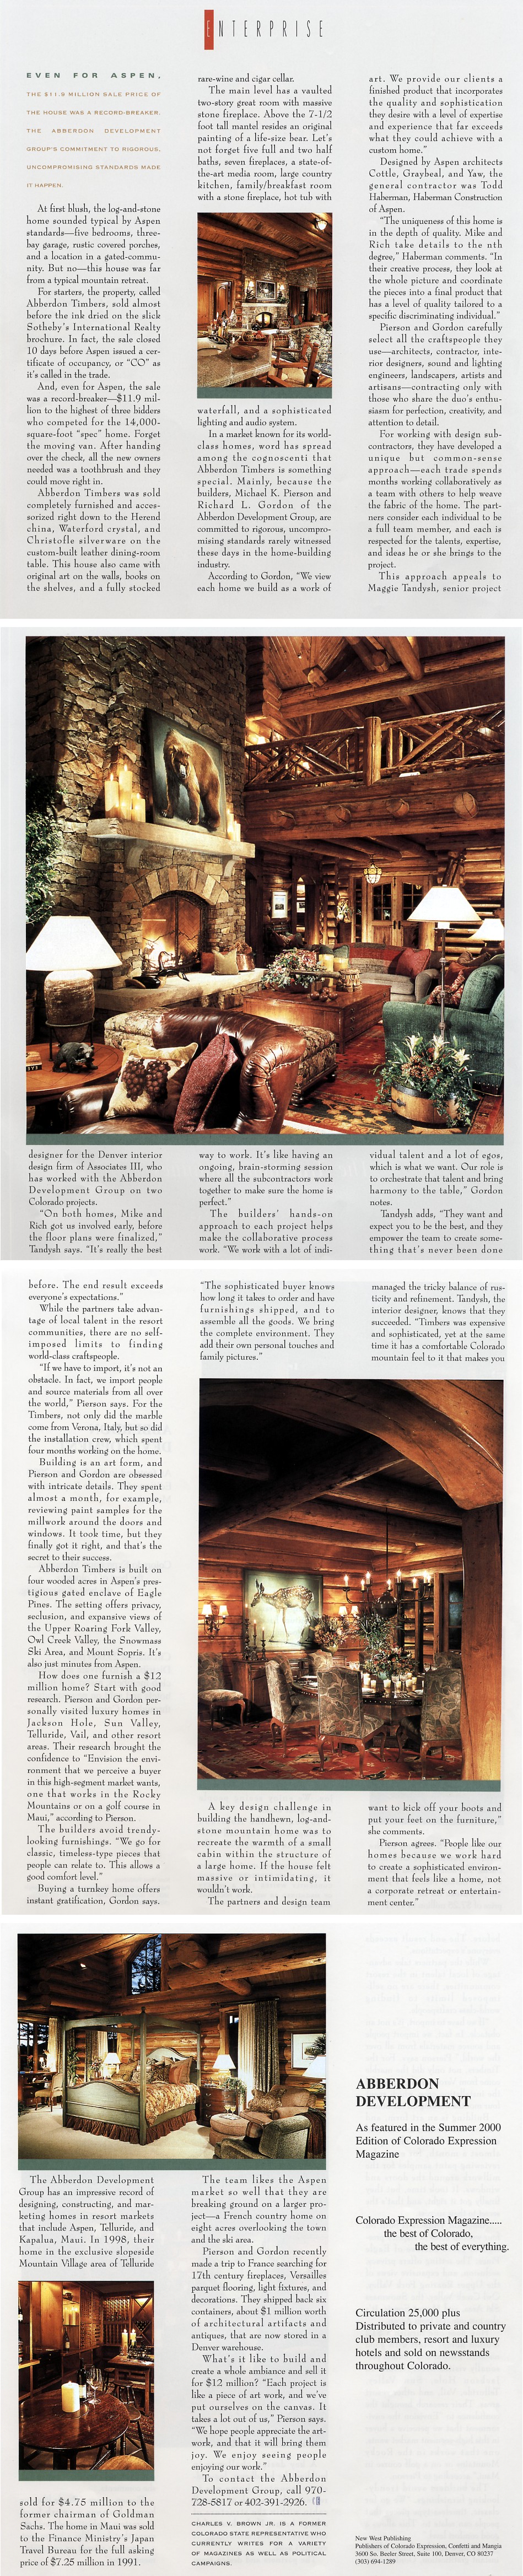 ENTERPRISE
EVEN FOR ASPEN,
THE $11.9 MILLION SALE PRICE OF
THE HOUSE WAS A RECORD-BREAKER.
THE ABBERDON DEVELOPMENT
GROUP'S COMMITMENT TO RIGOROUS,
UNCOMPROMISING STANDARDS MADE
IT HAPPEN.
At first blush, the log-and-stone
home sounded typical by Aspen
standards—five bedrooms, three-
bay garage, rustic covered porches,
and a location in a gated-commu-
nity. But no—this house was far
from a typical mountain retreat.
For starters, the property, called
Abberdon Timbers, sold almost
before the ink dried on the slick
Sotheby's International Realty
brochure. In fact, the sale closed
10 days before Aspen issued a cer-
tificate of occupancy, or "CO" as
it's called in the trade.
And, even for Aspen, the sale
was a record-breaker—$11.9 mil-
lion to the highest of three bidders
who competed for the 14,000-
square-foot "spec" home. Forget
the moving van. After handing
over the check, all the new owners
needed was a toothbrush and they
could move right in.
Abberdon Timbers was sold
completely furnished and acces-
sorized right down to the Herend
china, Waterford crystal, and
Christofle silverware on the
custom-built leather dining-room
table. This house also came with
original art on the walls, books on
the shelves, and a fully stocked
rare-wine and cigar cellar.
The main level has a vaulted
two-story great room with massive
stone fireplace. Above the 7-1/2
foot tall mantel resides an original
painting of a life-size bear. Let's
not forget five full and two half
baths, seven fireplaces, a state-of-
the-art media room, large country
kitchen, family/breakfast room
with a stone fireplace, hot tub with
waterfall, and a sophisticated
lighting and audio system.
In a market known for its world-
class homes, word has spread
among the cognoscenti that
Abberdon Timbers is something
special. Mainly, because the
builders, Michael K. Pierson and
Richard L. Gordon of the
Abberdon Development Group, are
committed to rigorous, uncompro-
mising standards rarely witnessed
these days in the home-building
industry.
According to Gordon, "We view
each home we build as a work of
art. We provide our clients a
finished product that incorporates
the quality and sophistication
they desire with a level of expertise
and experience that far exceeds
what they could achieve with a
custom home."
Designed by Aspen architects
Cottle, Graybeal, and Yaw, the
general contractor was Todd
Haberman, Haberman Construction
of Aspen.
"The uniqueness of this home is
in the depth of quality. Mike and
Rich take details to the nth
degree," Haberman comments. "In
their creative process, they look at
the whole picture and coordinate
the pieces into a final product that
has a level of quality tailored to a
specific discriminating individual."
Pierson and Gordon carefully
select all the craftspeople they
use—architects, contractor, inte-
rior designers, sound and lighting
engineers, landscapers, artists and
artisans—contracting only with
those who share the duo's enthu-
siasm for perfection, creativity, and
attention to detail.
For working with design sub-
contractors, they have developed a
unique but common-sense
approach—each trade spends
months working collaboratively as
a team with others to help weave
the fabric of the home. The part-
ners consider each individual to be
a full team member, and each is
respected for the talents, expertise,
and ideas he or she brings to the
project.
This approach appeals to
Maggie Tandysh, senior project
designer for the Denver interior
design firm of Associates III, who
has worked with the Abberdon
Development Group on two
Colorado projects.
"On both homes, Mike and
Rich got us involved early, before
the floor plans were finalized,"
Tandysh says. "It's really the best
way to work. It's like having an
ongoing, brain-storming session
where all the subcontractors work
together to make sure the home is
perfect."
The builders' hands-on
approach to each project helps
make the collaborative process
work. "We work with a lot of indi-
vidual talent and a lot of egos,
which is what we want. Our role is
to orchestrate that talent and bring
harmony to the table," Gordon
notes.
Tandysh adds, "They want and
expect you to be the best, and they
empower the team to create some-
thing that's never been done
before. The end result exceeds
everyone's expectations."
While the partners take advan-
tage of local talent in the resort
communities, there are no self-
imposed limits to finding
world-class craftspeople.
"If we have to import, it's not an
obstacle. In fact, we import people
and source materials from all over
the world," Pierson says. For the
Timbers, not only did the marble
come from Verona, Italy, but so did
the installation crew, which spent
four months working on the home.
Building is an art form, and
Pierson and Gordon are obsessed
with intricate details. They spent
almost a month, for example,
reviewing paint samples for the
millwork around the doors and
windows. It took time, but they
finally got it right, and that's the
secret to their success.
Abberdon Timbers is built on
four wooded acres in Aspen's pres-
tigious gated enclave of Eagle
Pines. The setting offers privacy,
seclusion, and expansive views of
the Upper Roaring Fork Valley,
Owl Creek Valley, the Snowmass
Ski Area, and Mount Sopris. It's
also just minutes from Aspen.
How does one furnish a $12
million home? Start with good
research. Pierson and Gordon per-
sonally visited luxury homes in
Jackson Hole, Sun Valley,
Telluride, Vail, and other resort
areas. Their research brought the
confidence to "Envision the envi-
ronment that we perceive a buyer
in this high-segment market wants,
one that works in the Rocky
Mountains or on a golf course in
Maui," according to Pierson.
The builders avoid trendy-
looking furnishings. "We go for
classic, timeless-type pieces that
people can relate to. This allows a
good comfort level."
Buying a turnkey home offers
instant gratification, Gordon says.
"The sophisticated buyer knows
how long it takes to order and have
furnishings shipped, and to
assemble all the goods. We bring
the complete environment. They
add their own personal touches and
family pictures."
A key design challenge in
building the handhewn, log-and-
stone mountain home was to
recreate the warmth of a small
cabin within the structure of
a large home. If the house felt
massive or intimidating, it
wouldn't work.
The partners and design team
managed the tricky balance of rus-
ticity and refinement. Tandysh, the
interior designer, knows that they
succeeded. "Timbers was expensive
and sophisticated, yet at the same
time it has a comfortable Colorado
mountain feel to it that makes you
want to kick off your boots and
put your feet on the furniture,"
she comments.
Pierson agrees. "People like our
homes because we work hard
to create a sophisticated environ-
ment that feels like a home, not
a corporate retreat or entertain-
ment center."
The Abberdon Development
Group has an impressive record of
designing, constructing, and mar-
keting homes in resort markets
that include Aspen, Telluride, and
Kapalua, Maui. In 1998, their
home in the exclusive slopeside
Mountain Village area of Telluride
sold for $4.75 million to the
former chairman of Goldman
Sachs. The home in Maui was sold
to the Finance Ministry's Japan
Travel Bureau for the full asking
price of $7.25 million in 1991.
The team likes the Aspen
market so well that they are
breaking ground on a larger pro-
ject—a French country home on
eight acres overlooking the town
and the ski area.
Pierson and Gordon recently
made a trip to France searching for
17th century fireplaces, Versailles
parquet flooring, light fixtures, and
decorations. They shipped back six
containers, about $1 million worth
of architectural artifacts and
antiques, that are now stored in a
Denver warehouse.
What's it like to build and
create a whole ambiance and sell it
for $12 million? "Each project is
like a piece of art work, and we've
put ourselves on the canvas. It
takes a lot out of us," Pierson says.
"We hope people appreciate the art-
work, and that it will bring them
joy. We enjoy seeing people
enjoying our work."
To contact the Abberdon
Development Group, call 970-
728-5817 or 402-391-2926.
CHARLES V. BROWN JR. IS A FORMER
COLORADO STATE REPRESENTATIVE WHO
CURRENTLY WRITES FOR A VARIETY
OF MAGAZINES AS WELL AS POLITICAL
CAMPAIGNS.
ABBERDON
DEVELOPMENT
As featured in the Summer 2000
Edition of Colorado Expression
Magazine
Colorado Expression Magazine.....
the best of Colorado,
the best of everything.
Circulation 25,000 plus
Distributed to private and country
club members, resort and luxury
hotels and sold on newsstands
throughout Colorado.
New West Publishing
Publishers of Colorado Expression, Confetti and Mangia
3600 So. Beeler Street, Suite 100, Denver, CO 80237
(303) 694-1289